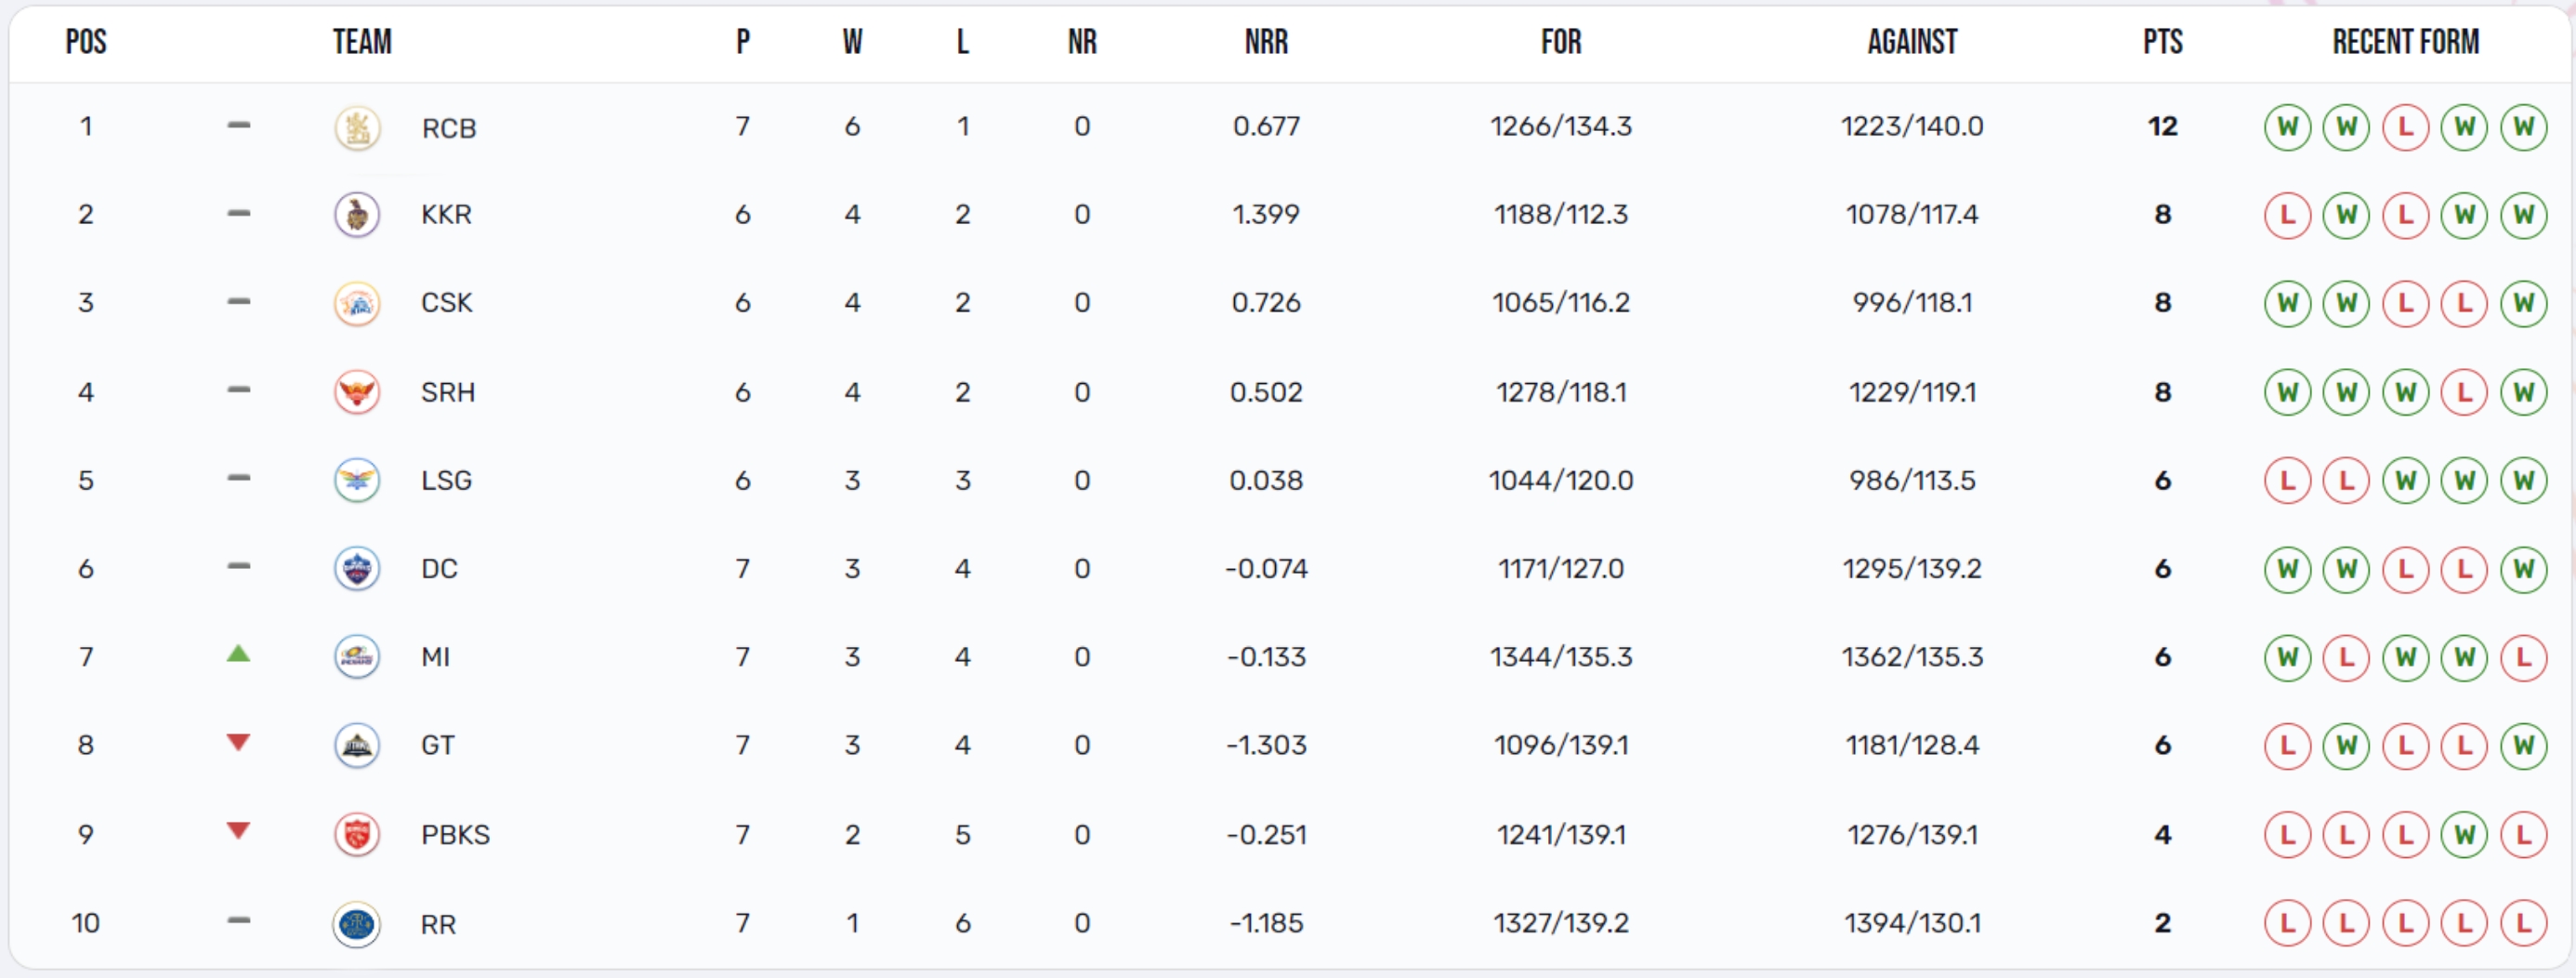 POS TEAM P W L NR NRR FOR AGAINST PTS RECENT FORM
1 RCB 7 6 1 0 0.677 1266/134.3 1223/140.0 12 W W L W W
2 KKR 6 4 2 0 1.399 1188/112.3 1078/117.4 8 L W L W W
3 CSK 6 4 2 0 0.726 1065/116.2 996/118.1 8 W W L L W
4 SRH 6 4 2 0 0.502 1278/118.1 1229/119.1 8 W W W L W
5 LSG 6 3 3 0 0.038 1044/120.0 986/113.5 6 L L W W W
6 DC 7 3 4 0 -0.074 1171/127.0 1295/139.2 6 W W L L W
7 MI 7 3 4 0 -0.133 1344/135.3 1362/135.3 6 W L W W L
8 GT 7 3 4 0 -1.303 1096/139.1 1181/128.4 6 L W L L W
9 PBKS 7 2 5 0 -0.251 1241/139.1 1276/139.1 4 L L L W L
10 RR 7 1 6 0 -1.185 1327/139.2 1394/130.1 2 L L L L L